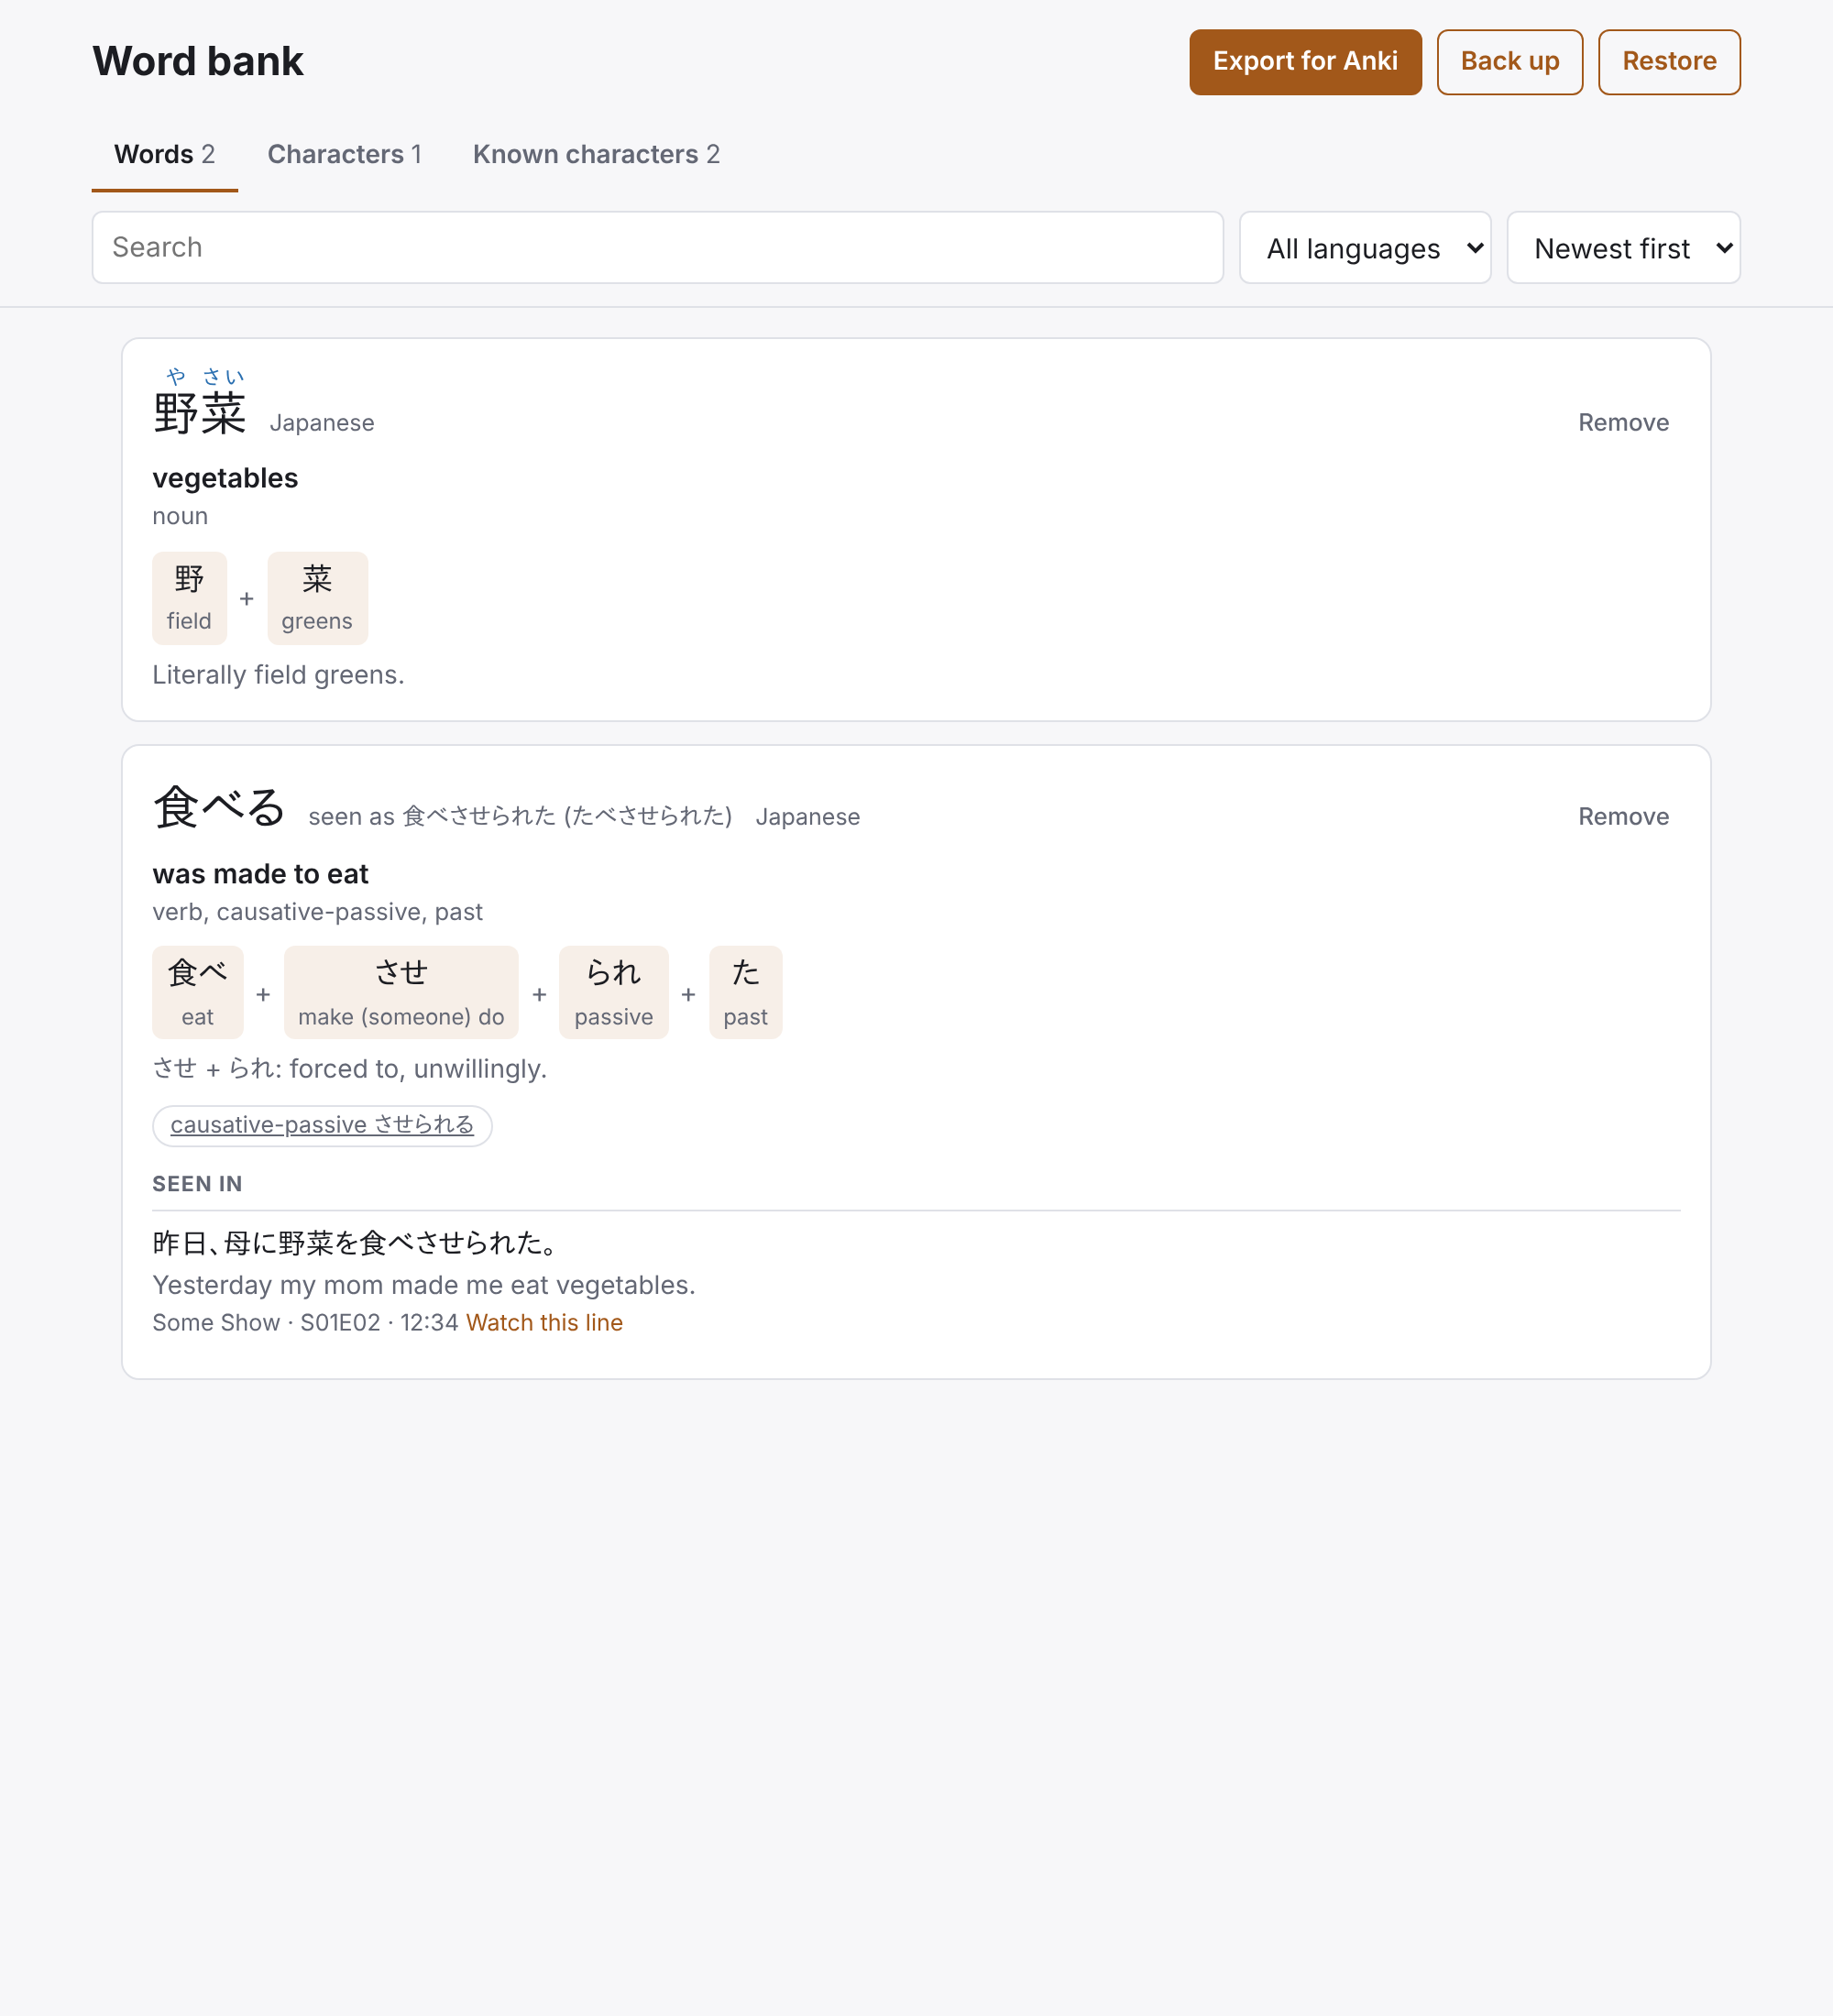 Word bank
Export for Anki
Back up
Restore
Words 2
Characters 1
Known characters 2
Search
All languages
Newest first
や さい
野菜 Japanese
Remove
vegetables
noun
野 + 菜
field greens
Literally field greens.
食べる seen as 食べさせられた (たべさせられた) Japanese
Remove
was made to eat
verb, causative-passive, past
食べ + させ + られ + た
eat make (someone) do passive past
させ + られ: forced to, unwillingly.
causative-passive させられる
SEEN IN
昨日、母に野菜を食べさせられた。
Yesterday my mom made me eat vegetables.
Some Show · S01E02 · 12:34 Watch this line